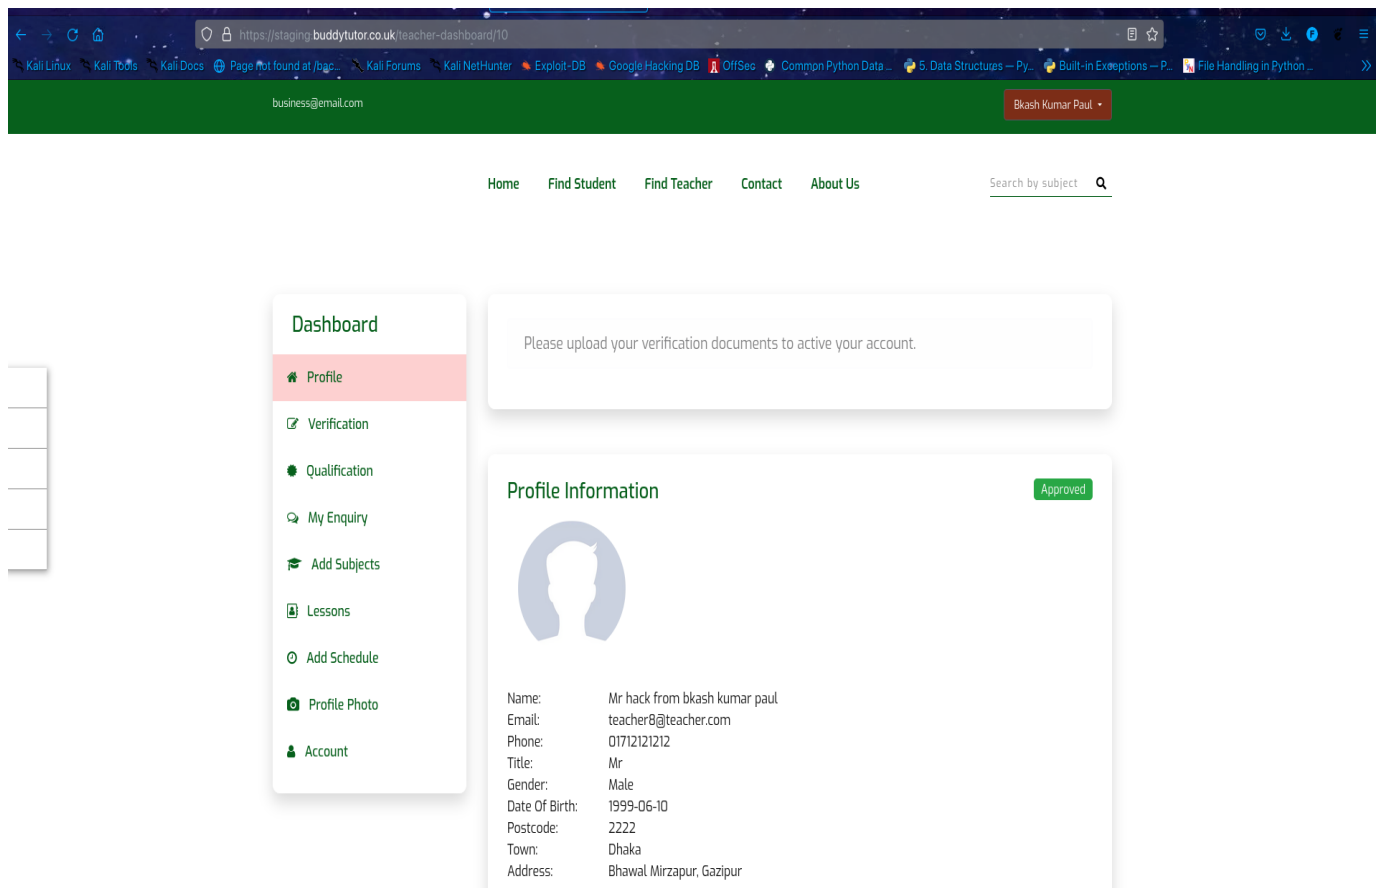 https://staging.buddytutor.co.uk/teacher-dashboard/10
Kali Linux Kali Tools Kali Docs Page not found at /bac... Kali Forums Kali NetHunter Exploit-DB Google Hacking DB OffSec Common Python Data ... 5. Data Structures — Py... Built-in Exceptions — P... File Handling in Python ...
business@email.com
Bkash Kumar Paul
Home Find Student Find Teacher Contact About Us
Search by subject
Dashboard
Profile
Verification
Qualification
My Enquiry
Add Subjects
Lessons
Add Schedule
Profile Photo
Account
Please upload your verification documents to active your account.
Profile Information
Approved
Name: Mr hack from bkash kumar paul
Email: teacher8@teacher.com
Phone: 01712121212
Title: Mr
Gender: Male
Date Of Birth: 1999-06-10
Postcode: 2222
Town: Dhaka
Address: Bhawal Mirzapur, Gazipur